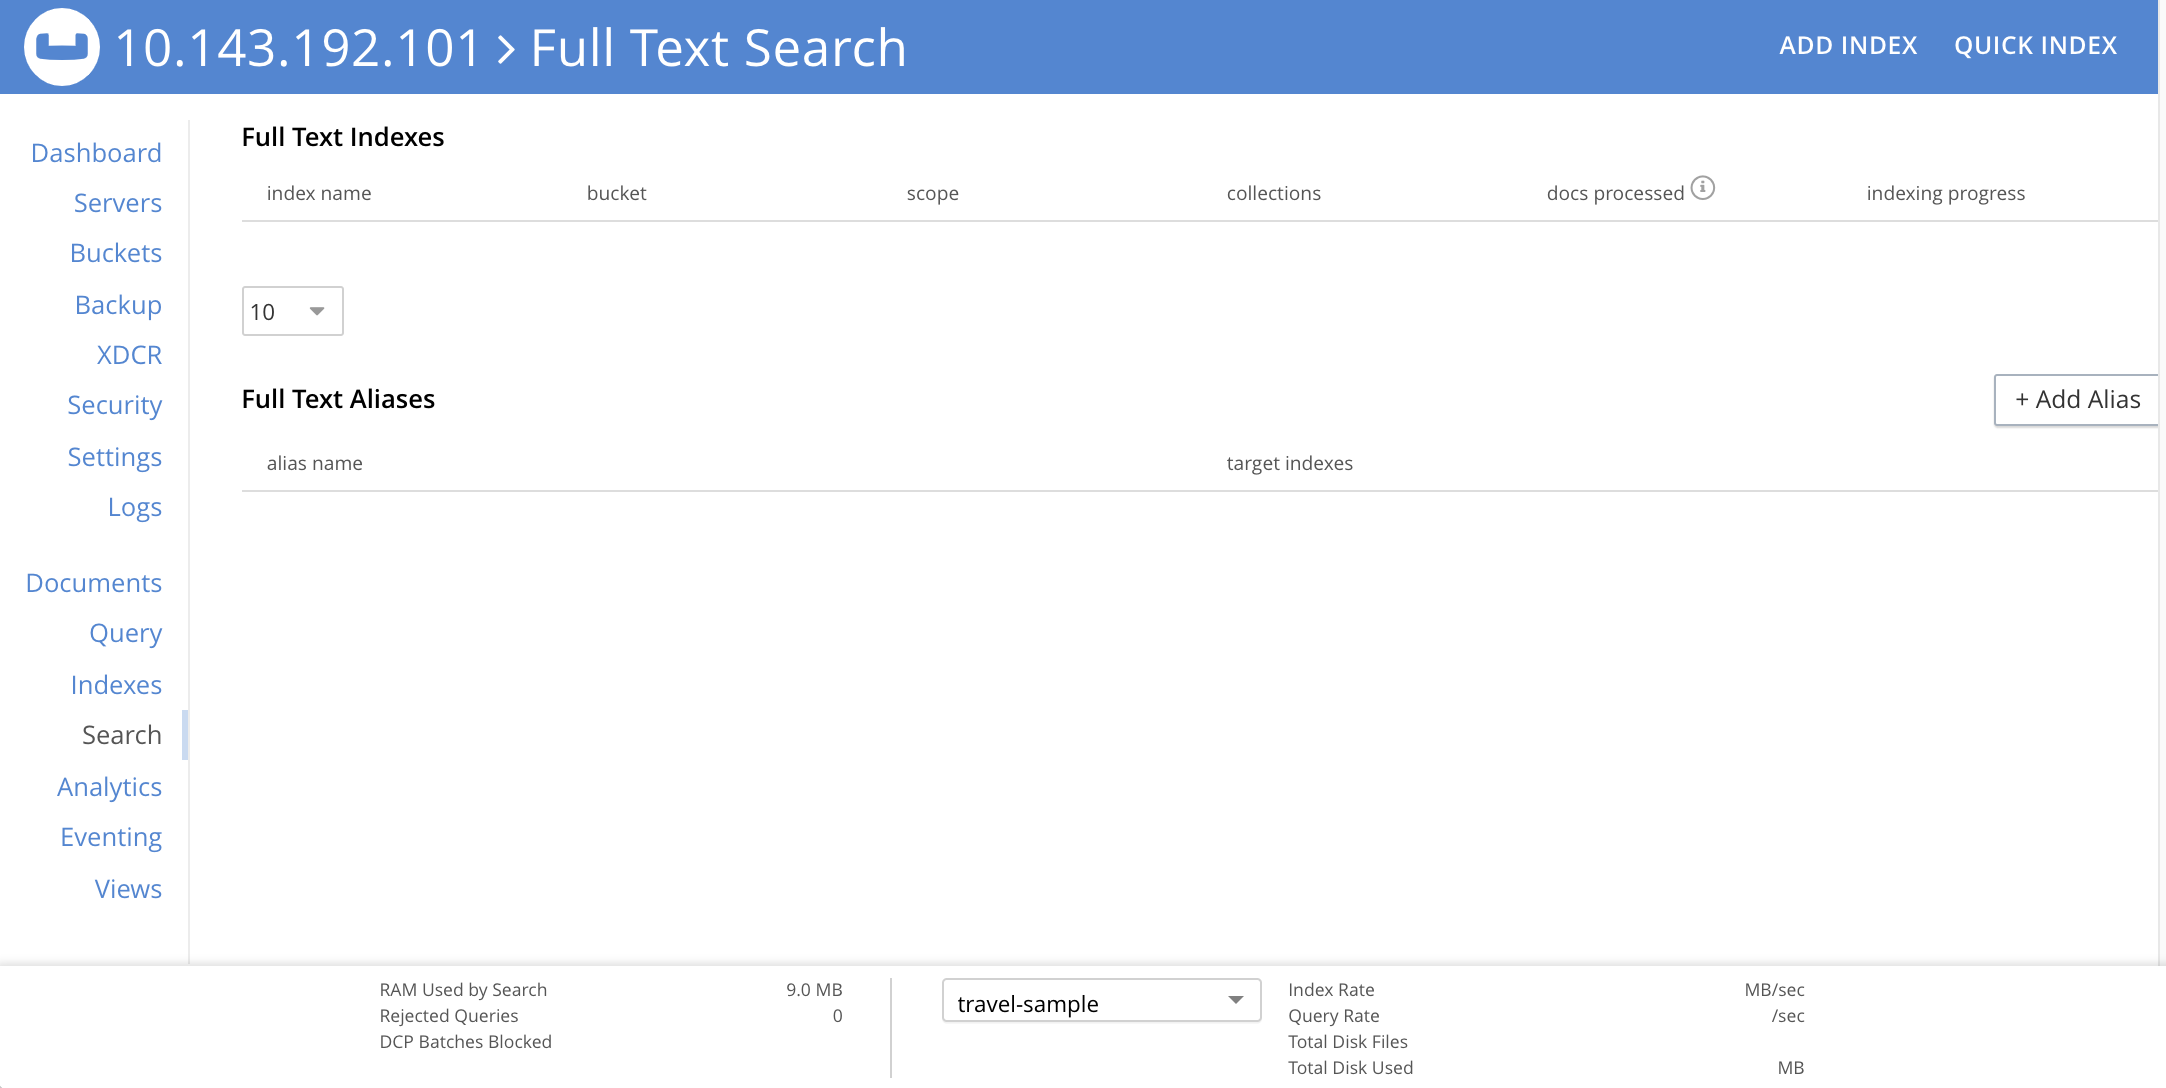 10.143.192.101 > Full Text Search
ADD INDEX QUICK INDEX
Dashboard
Servers
Buckets
Backup
XDCR
Security
Settings
Logs
Documents
Query
Indexes
Search
Analytics
Eventing
Views
Full Text Indexes
index name bucket scope collections docs processed indexing progress
10
Full Text Aliases
+ Add Alias
alias name target indexes
RAM Used by Search 9.0 MB
Rejected Queries 0
DCP Batches Blocked
travel-sample
Index Rate MB/sec
Query Rate /sec
Total Disk Files
Total Disk Used MB